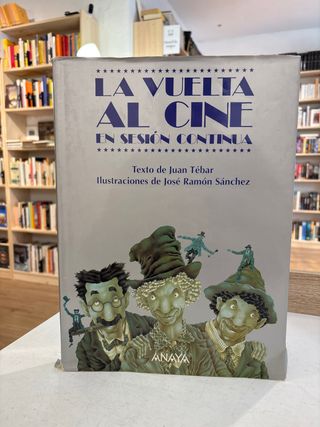 LA VUELTA
AL CINE
EN SESIÓN CONTINUA
Texto de Juan Tébar
Ilustraciones de José Ramón Sánchez
ANAYA